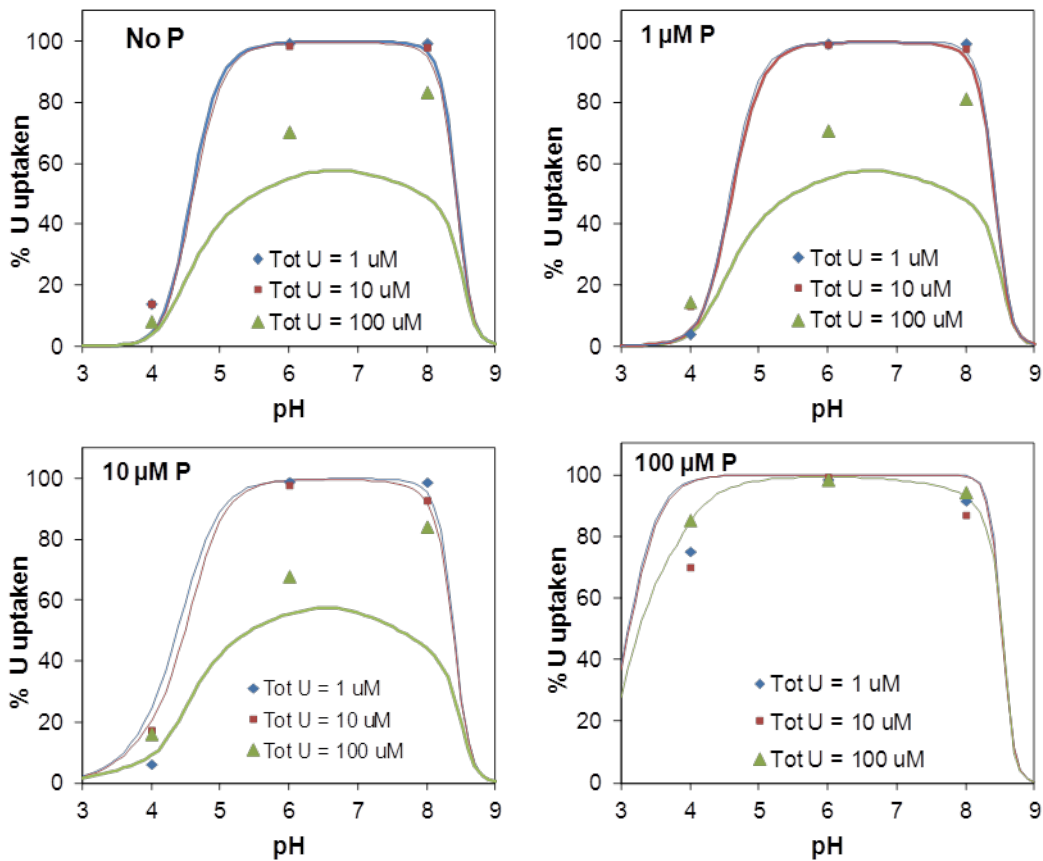 No P
% U uptaken
100
80
60
40
20
0
Tot U = 1 uM
Tot U = 10 uM
Tot U = 100 uM
3 4 5 6 7 8 9
pH
1 µM P
% U uptaken
100
80
60
40
20
0
Tot U = 1 uM
Tot U = 10 uM
Tot U = 100 uM
3 4 5 6 7 8 9
pH
10 µM P
% U uptaken
100
80
60
40
20
0
Tot U = 1 uM
Tot U = 10 uM
Tot U = 100 uM
3 4 5 6 7 8 9
pH
100 µM P
% U uptaken
100
80
60
40
20
0
Tot U = 1 uM
Tot U = 10 uM
Tot U = 100 uM
3 4 5 6 7 8 9
pH